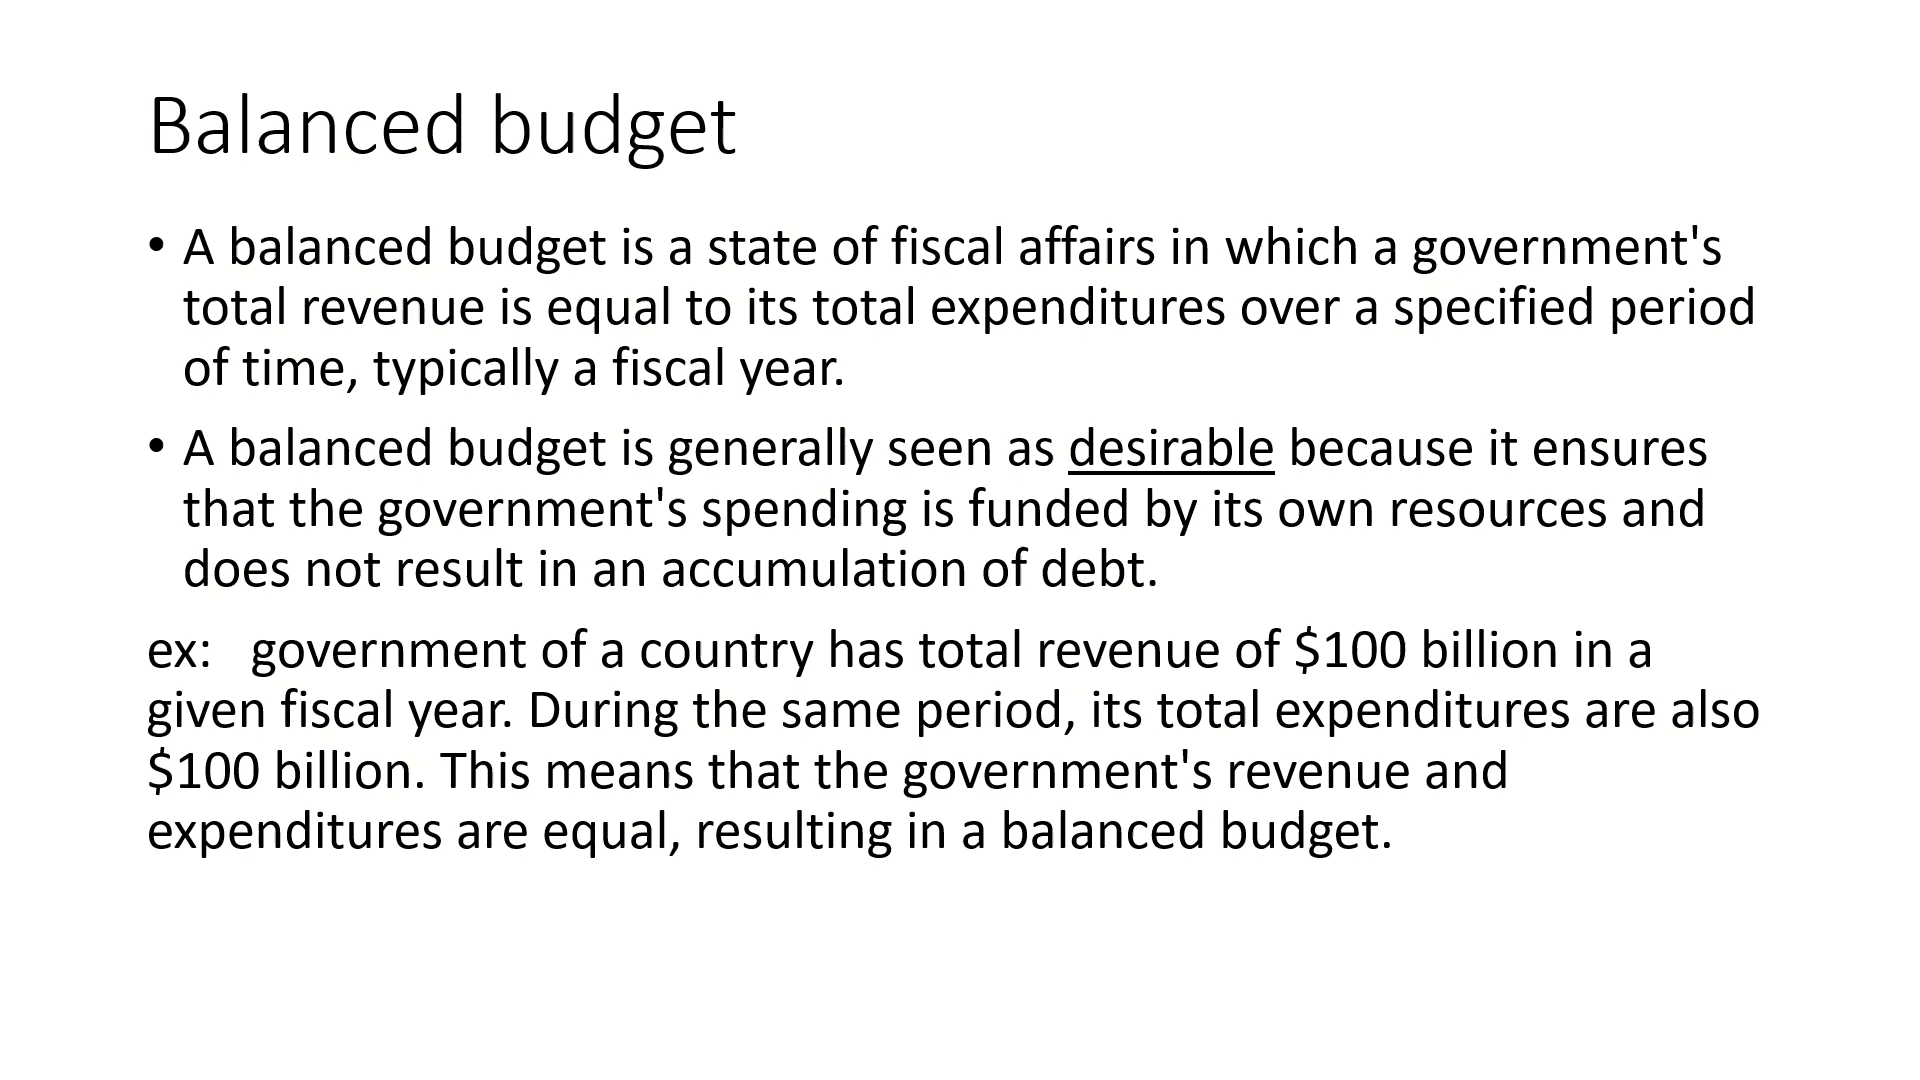 Balanced budget
• A balanced budget is a state of fiscal affairs in which a government's
total revenue is equal to its total expenditures over a specified period
of time, typically a fiscal year.
• A balanced budget is generally seen as desirable because it ensures
that the government's spending is funded by its own resources and
does not result in an accumulation of debt.
ex:   government of a country has total revenue of $100 billion in a
given fiscal year. During the same period, its total expenditures are also
$100 billion. This means that the government's revenue and
expenditures are equal, resulting in a balanced budget.